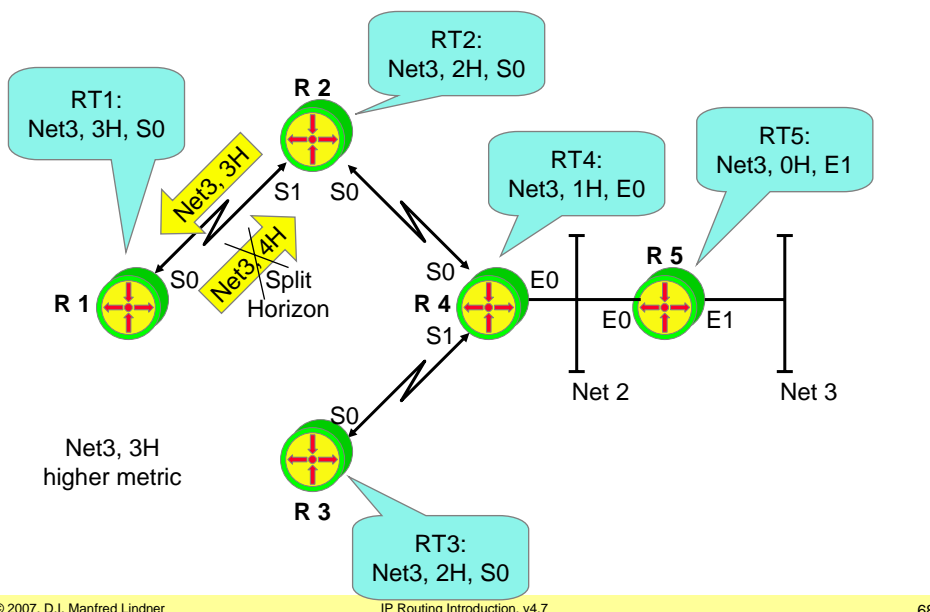 RT2:
Net3, 2H, S0
R 2
RT1:
Net3, 3H, S0
RT4:
Net3, 1H, E0
RT5:
Net3, 0H, E1
Net3, 3H
S1
S0
Net3, 4H
S0
Split
Horizon
R 1
S0
E0
R 5
R 4
S1
E0
E1
Net 2
Net 3
S0
Net3, 3H
higher metric
R 3
RT3:
Net3, 2H, S0
© 2007, D.I. Manfred Lindner
IP Routing Introduction, v4.7
68